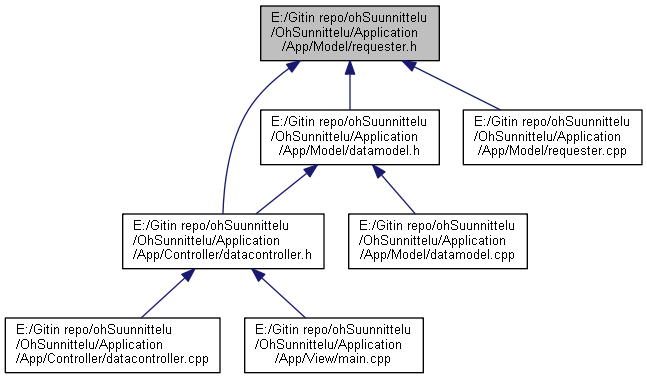 E:/Gitin repo/ohSuunnittelu
/OhSunnittelu/Application
/App/Model/requester.h
E:/Gitin repo/ohSuunnittelu
/OhSunnittelu/Application
/App/Model/datamodel.h
E:/Gitin repo/ohSuunnittelu
/OhSunnittelu/Application
/App/Model/requester.cpp
E:/Gitin repo/ohSuunnittelu
/OhSunnittelu/Application
/App/Controller/datacontroller.h
E:/Gitin repo/ohSuunnittelu
/OhSunnittelu/Application
/App/Model/datamodel.cpp
E:/Gitin repo/ohSuunnittelu
/OhSunnittelu/Application
/App/Controller/datacontroller.cpp
E:/Gitin repo/ohSuunnittelu
/OhSunnittelu/Application
/App/View/main.cpp